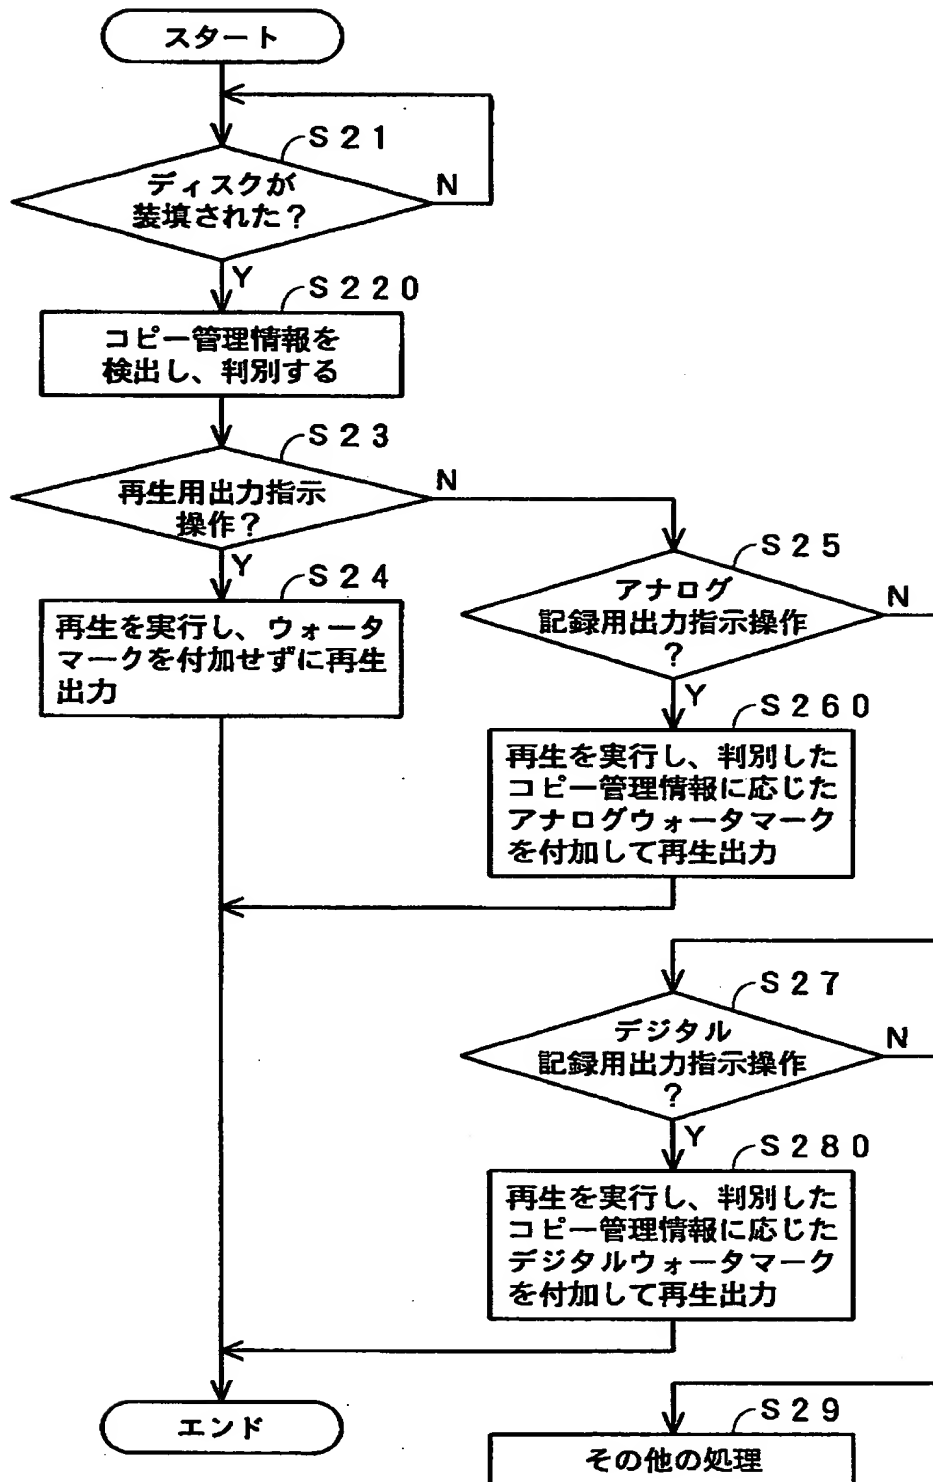 スタート
S21
ディスクが
装填された？
N
Y
S220
コピー管理情報を
検出し、判別する
S23
再生用出力指示
操作？
N
Y
S24
再生を実行し、ウォータ
マークを付加せずに再生
出力
S25
アナログ
記録用出力指示操作
？
N
Y
S260
再生を実行し、判別した
コピー管理情報に応じた
アナログウォータマーク
を付加して再生出力
S27
デジタル
記録用出力指示操作
？
N
Y
S280
再生を実行し、判別した
コピー管理情報に応じた
デジタルウォータマーク
を付加して再生出力
エンド
S29
その他の処理